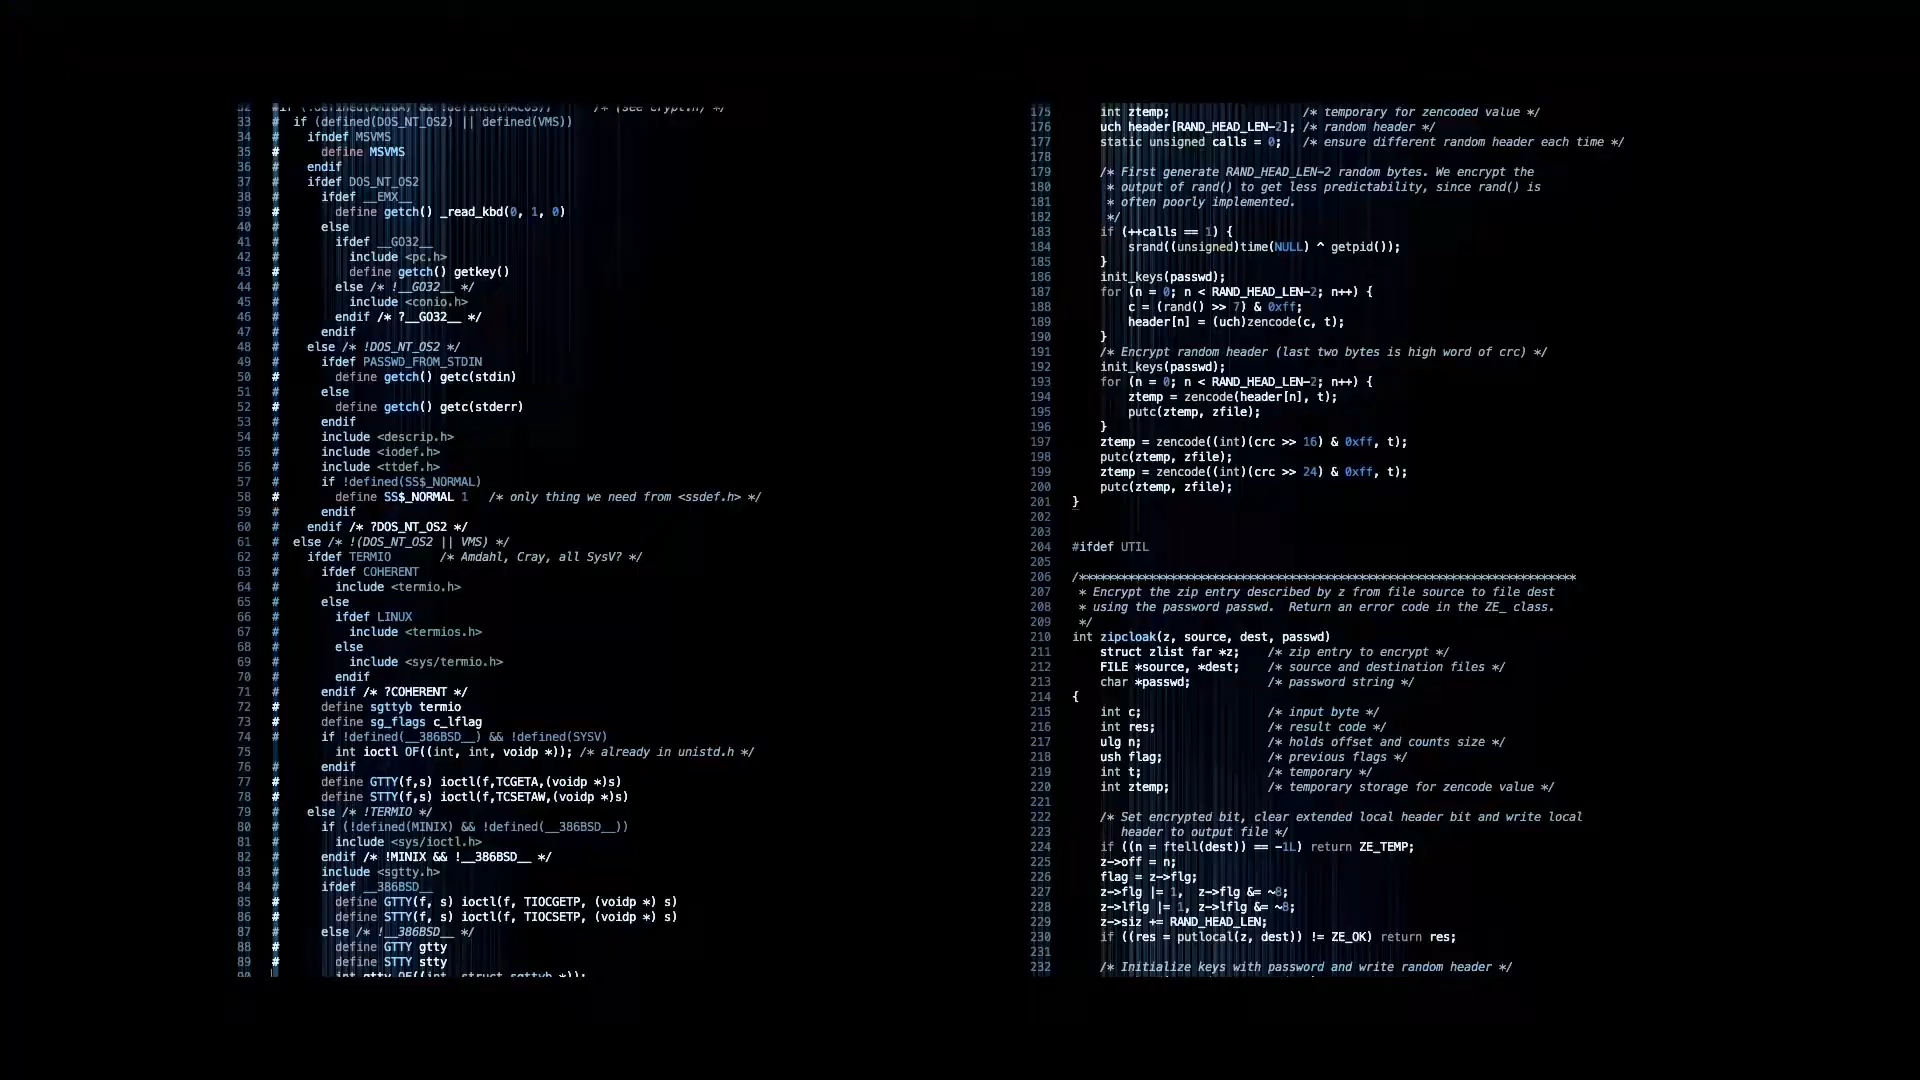 32 #if (!defined(AMIGA) && !defined(MACOS)) /* (see crypt.h) */
33 # if (defined(DOS_NT_OS2) || defined(VMS))
34 # ifndef MSVMS
35 # define MSVMS
36 # endif
37 # ifdef DOS_NT_OS2
38 # ifdef __EMX__
39 # define getch() _read_kbd(0, 1, 0)
40 # else
41 # ifdef __GO32__
42 # include <pc.h>
43 # define getch() getkey()
44 # else /* !__GO32__ */
45 # include <conio.h>
46 # endif /* ?__GO32__ */
47 # endif
48 # else /* !DOS_NT_OS2 */
49 # ifdef PASSWD_FROM_STDIN
50 # define getch() getc(stdin)
51 # else
52 # define getch() getc(stderr)
53 # endif
54 # include <descrip.h>
55 # include <iodef.h>
56 # include <ttdef.h>
57 # if !defined(SS$_NORMAL)
58 # define SS$_NORMAL 1 /* only thing we need from <ssdef.h> */
59 # endif
60 # endif /* ?DOS_NT_OS2 */
61 # else /* !(DOS_NT_OS2 || VMS) */
62 # ifdef TERMIO /* Amdahl, Cray, all SysV? */
63 # ifdef COHERENT
64 # include <termio.h>
65 # else
66 # ifdef LINUX
67 # include <termios.h>
68 # else
69 # include <sys/termio.h>
70 # endif
71 # endif /* ?COHERENT */
72 # define sgttyb termio
73 # define sg_flags c_lflag
74 # if !defined(__386BSD__) && !defined(SYSV)
75 int ioctl OF((int, int, voidp *)); /* already in unistd.h */
76 # endif
77 # define GTTY(f,s) ioctl(f,TCGETA,(voidp *)s)
78 # define STTY(f,s) ioctl(f,TCSETAW,(voidp *)s)
79 # else /* !TERMIO */
80 # if (!defined(MINIX) && !defined(__386BSD__))
81 # include <sys/ioctl.h>
82 # endif /* !MINIX && !__386BSD__ */
83 # include <sgtty.h>
84 # ifdef __386BSD__
85 # define GTTY(f, s) ioctl(f, TIOCGETP, (voidp *) s)
86 # define STTY(f, s) ioctl(f, TIOCSETP, (voidp *) s)
87 # else /* !__386BSD__ */
88 # define GTTY gtty
89 # define STTY stty
90 int gtty OF((int, struct sgttyb *));
175 int ztemp; /* temporary for zencoded value */
176 uch header[RAND_HEAD_LEN-2]; /* random header */
177 static unsigned calls = 0; /* ensure different random header each time */
178
179 /* First generate RAND_HEAD_LEN-2 random bytes. We encrypt the
180 * output of rand() to get less predictability, since rand() is
181 * often poorly implemented.
182 */
183 if (++calls == 1) {
184 srand((unsigned)time(NULL) ^ getpid());
185 }
186 init_keys(passwd);
187 for (n = 0; n < RAND_HEAD_LEN-2; n++) {
188 c = (rand() >> 7) & 0xff;
189 header[n] = (uch)zencode(c, t);
190 }
191 /* Encrypt random header (last two bytes is high word of crc) */
192 init_keys(passwd);
193 for (n = 0; n < RAND_HEAD_LEN-2; n++) {
194 ztemp = zencode(header[n], t);
195 putc(ztemp, zfile);
196 }
197 ztemp = zencode((int)(crc >> 16) & 0xff, t);
198 putc(ztemp, zfile);
199 ztemp = zencode((int)(crc >> 24) & 0xff, t);
200 putc(ztemp, zfile);
201 }
202
203
204 #ifdef UTIL
205
206 /***********************************************************************
207 * Encrypt the zip entry described by z from file source to file dest
208 * using the password passwd. Return an error code in the ZE_ class.
209 */
210 int zipcloak(z, source, dest, passwd)
211 struct zlist far *z; /* zip entry to encrypt */
212 FILE *source, *dest; /* source and destination files */
213 char *passwd; /* password string */
214 {
215 int c; /* input byte */
216 int res; /* result code */
217 ulg n; /* holds offset and counts size */
218 ush flag; /* previous flags */
219 int t; /* temporary */
220 int ztemp; /* temporary storage for zencode value */
221
222 /* Set encrypted bit, clear extended local header bit and write local
223 header to output file */
224 if ((n = ftell(dest)) == -1L) return ZE_TEMP;
225 z->off = n;
226 flag = z->flg;
227 z->flg |= 1, z->flg &= ~8;
228 z->lflg |= 1, z->lflg &= ~8;
229 z->siz += RAND_HEAD_LEN;
230 if ((res = putlocal(z, dest)) != ZE_OK) return res;
231
232 /* Initialize keys with password and write random header */